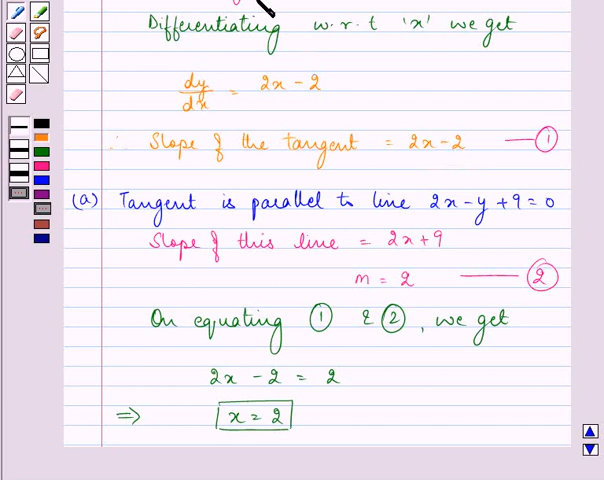 Differentiating w.r.t 'x' we get
dy/dx = 2x - 2
∴ Slope of the tangent = 2x - 2 —— ①
(a) Tangent is parallel to line 2x - y + 9 = 0
Slope of this line = 2x + 9
m = 2 —— ②
On equating ① & ②, we get
2x - 2 = 2
⇒ x = 2